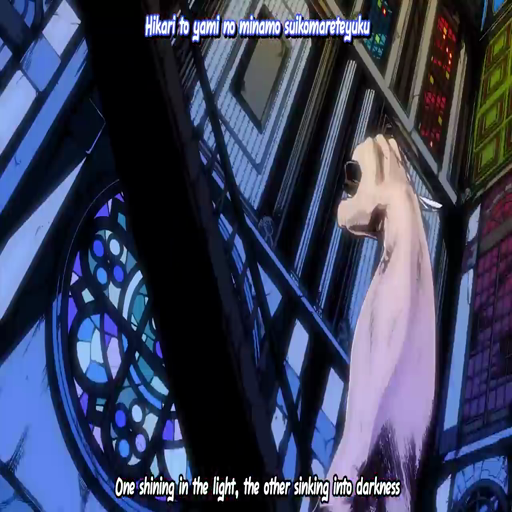 Hikari to yami no minamo suikomareteyuku
One shining in the light, the other sinking into darkness